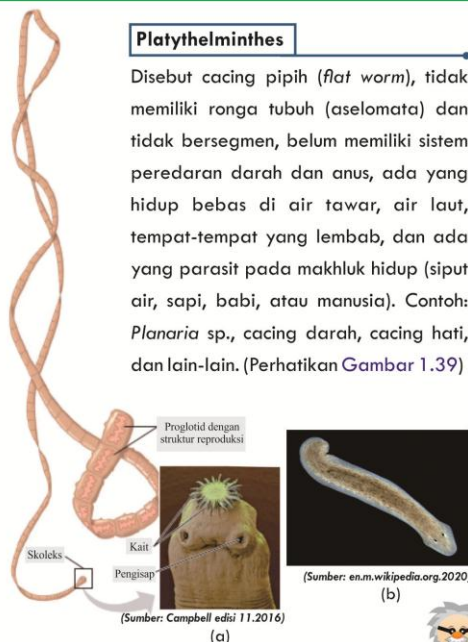 Platythelminthes
Disebut cacing pipih (flat worm), tidak
memiliki ronga tubuh (aselomata) dan
tidak bersegmen, belum memiliki sistem
peredaran darah dan anus, ada yang
hidup bebas di air tawar, air laut,
tempat-tempat yang lembab, dan ada
yang parasit pada makhluk hidup (siput
air, sapi, babi, atau manusia). Contoh:
Planaria sp., cacing darah, cacing hati,
dan lain-lain. (Perhatikan Gambar 1.39)
Proglotid dengan
struktur reproduksi
Kait
Skoleks
Pengisap
(Sumber: Campbell edisi 11.2016)
(a)
(Sumber: en.m.wikipedia.org.2020)
(b)